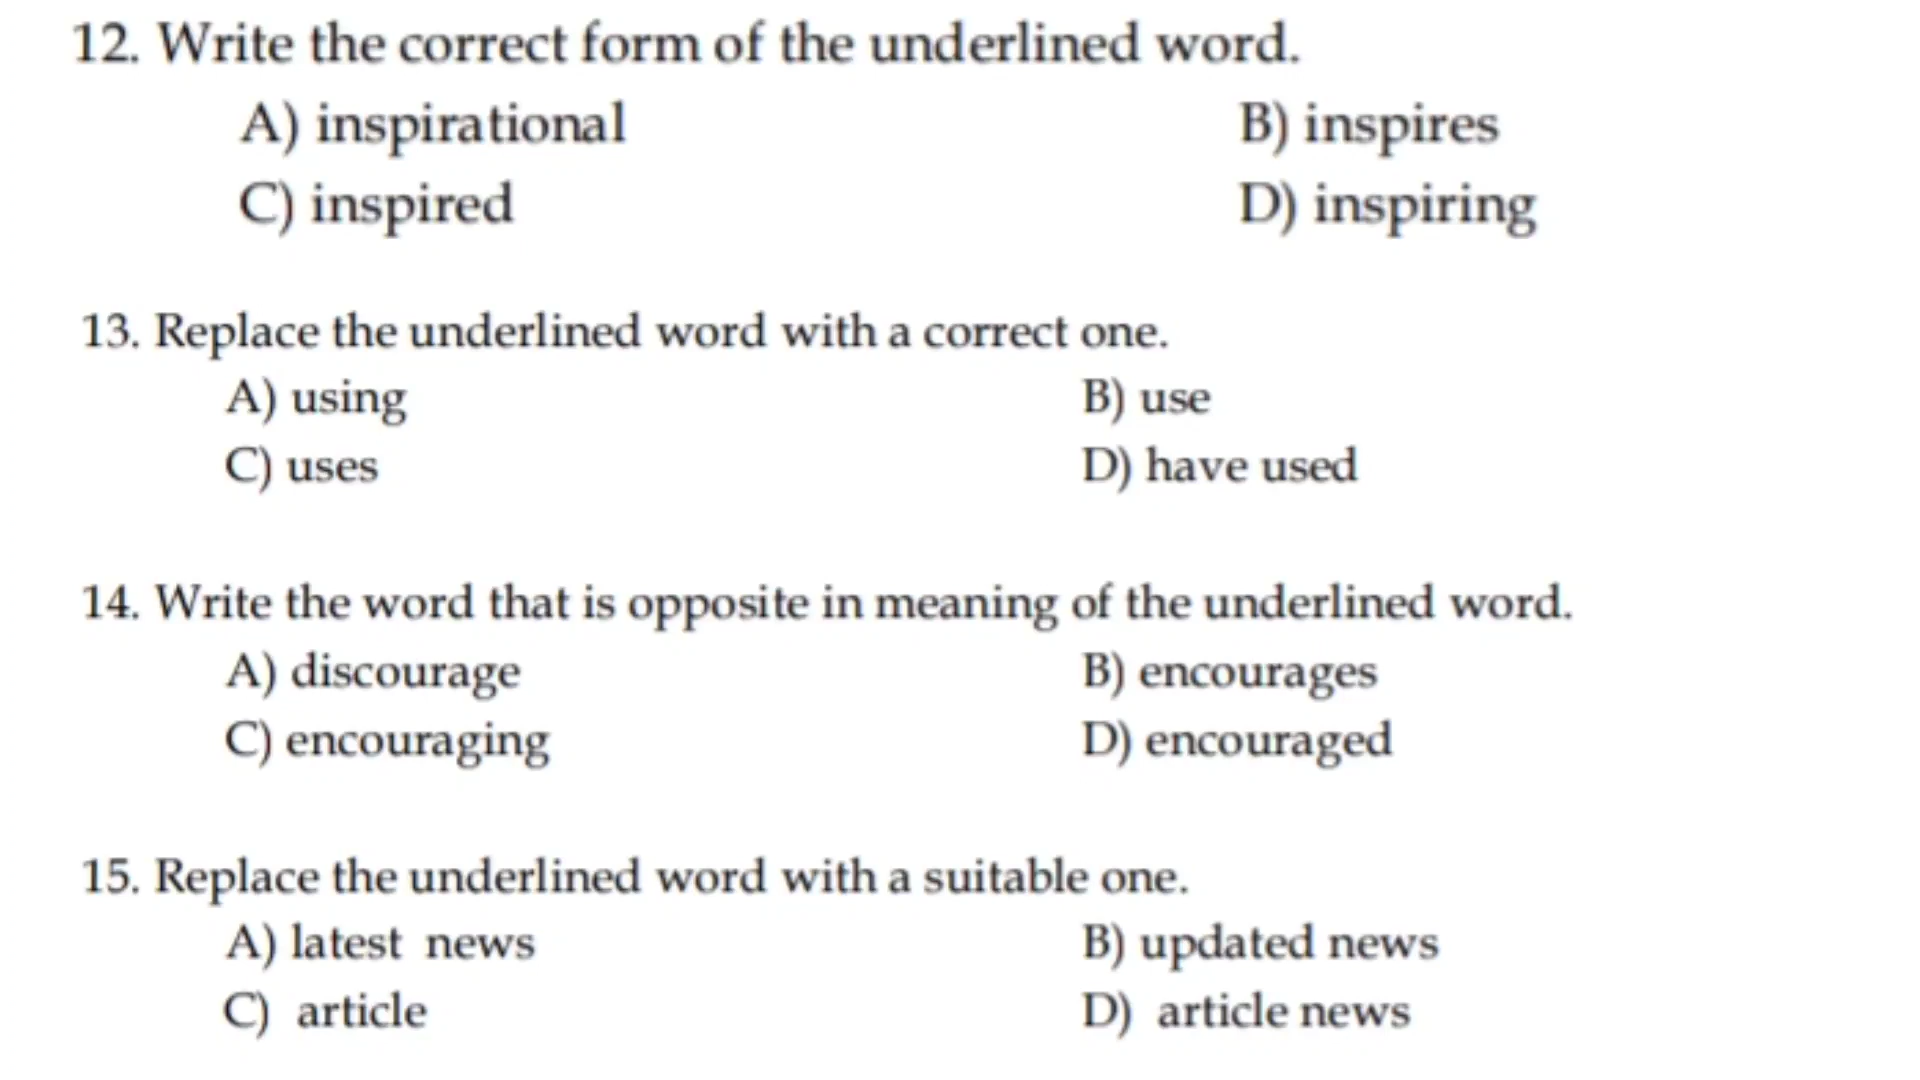 12. Write the correct form of the underlined word.
A) inspirational B) inspires
C) inspired D) inspiring
13. Replace the underlined word with a correct one.
A) using B) use
C) uses D) have used
14. Write the word that is opposite in meaning of the underlined word.
A) discourage B) encourages
C) encouraging D) encouraged
15. Replace the underlined word with a suitable one.
A) latest news B) updated news
C) article D) article news